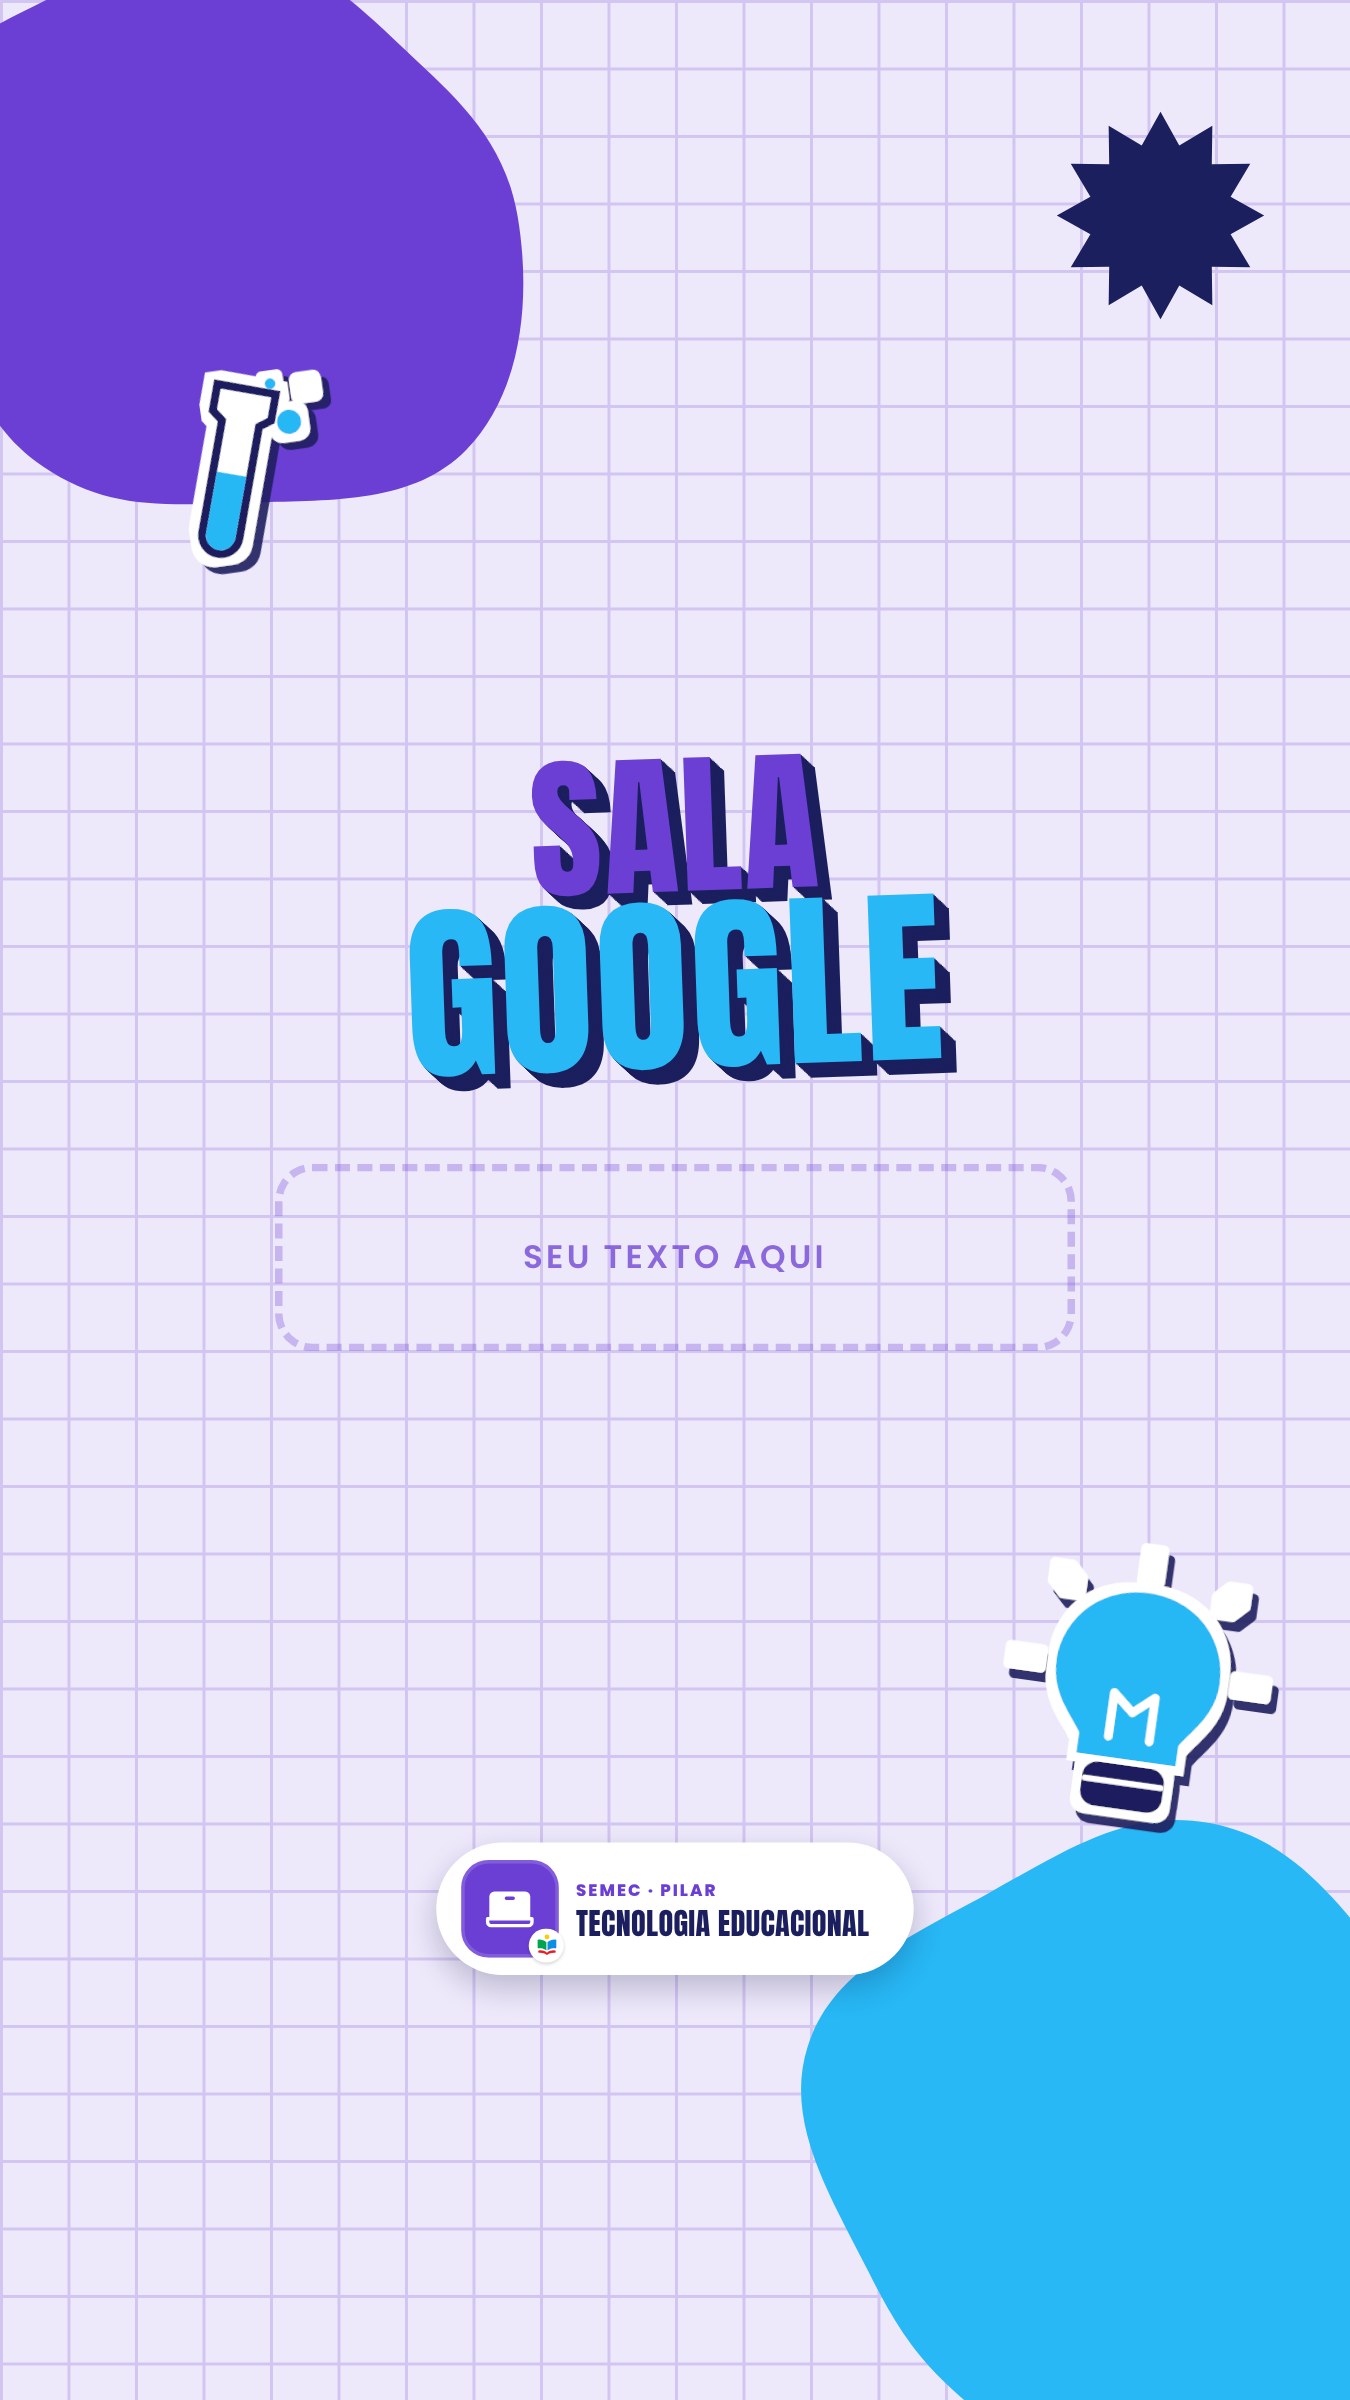 SALA
GOOGLE
SEU TEXTO AQUI
SEMEC · PILAR
TECNOLOGIA EDUCACIONAL